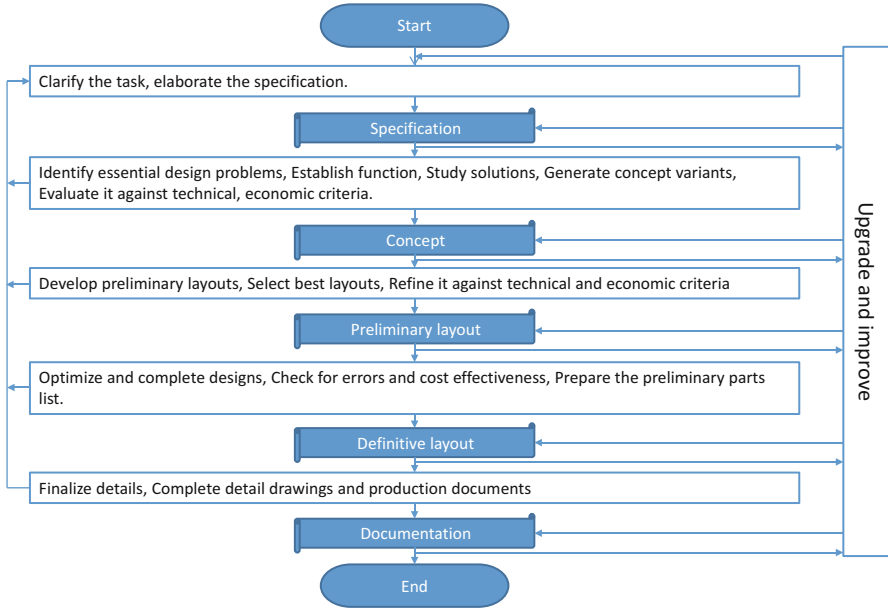 Start
Clarify the task, elaborate the specification.
Specification
Identify essential design problems, Establish function, Study solutions, Generate concept variants,
Evaluate it against technical, economic criteria.
Concept
Develop preliminary layouts, Select best layouts, Refine it against technical and economic criteria
Preliminary layout
Optimize and complete designs, Check for errors and cost effectiveness, Prepare the preliminary parts
list.
Definitive layout
Finalize details, Complete detail drawings and production documents
Documentation
End
Upgrade and improve